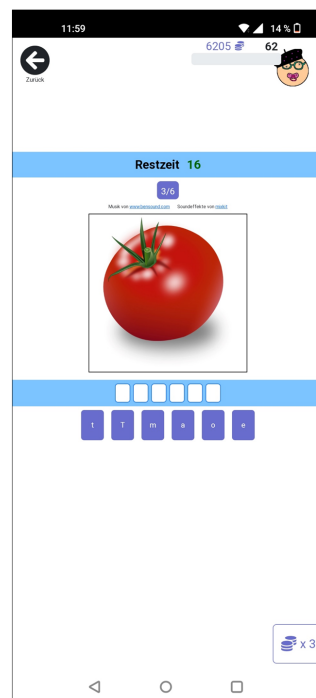 11:59
14 %
6205
62
Zurück
Restzeit 16
3/6
Musik von www.bensound.com Soundeffekte von mixkit
t T m a o e
x 3